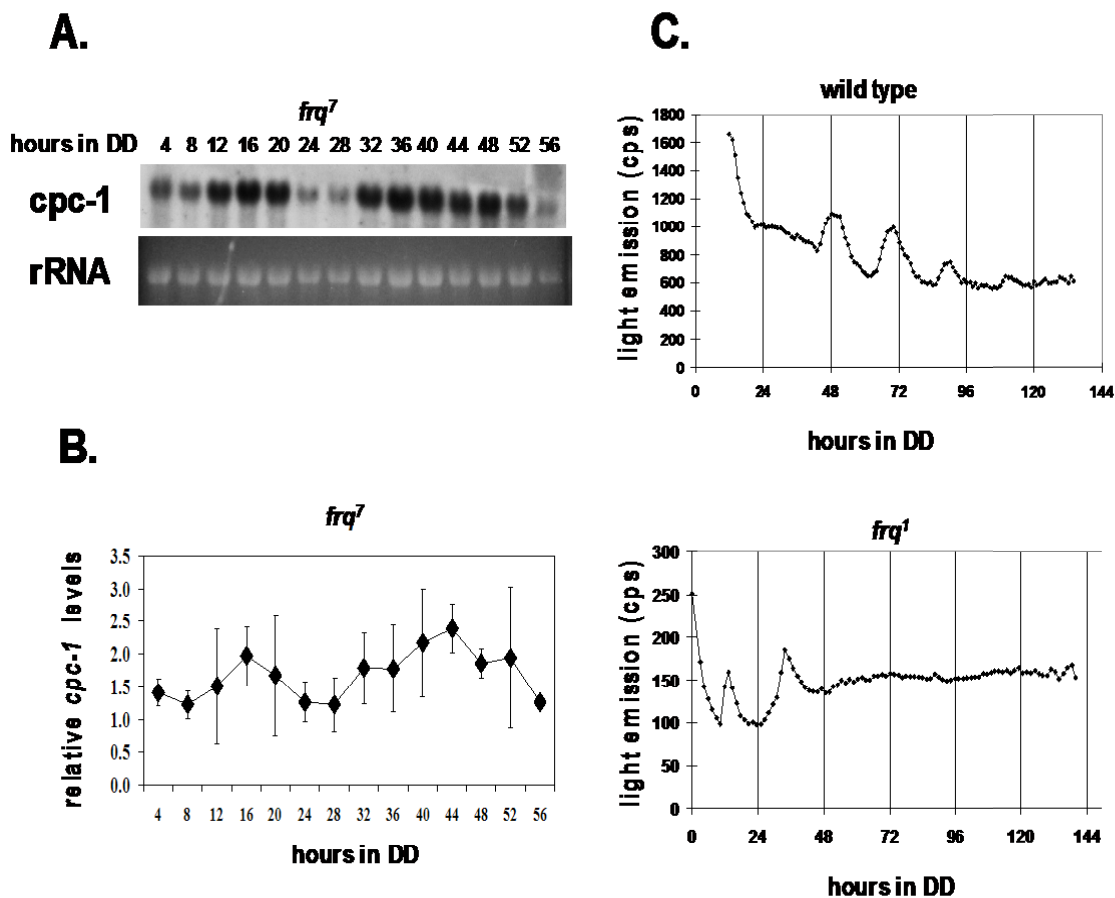 A.
frq7
hours in DD 4 8 12 16 20 24 28 32 36 40 44 48 52 56
cpc-1
rRNA
B.
frq7
relative cpc-1 levels
3.5
3.0
2.5
2.0
1.5
1.0
0.5
0.0
4 8 12 16 20 24 28 32 36 40 44 48 52 56
hours in DD
C.
wild type
light emission (cps)
1800
1600
1400
1200
1000
800
600
400
200
0
0 24 48 72 96 120 144
hours in DD
frq1
light emission (cps)
300
250
200
150
100
50
0
0 24 48 72 96 120 144
hours in DD